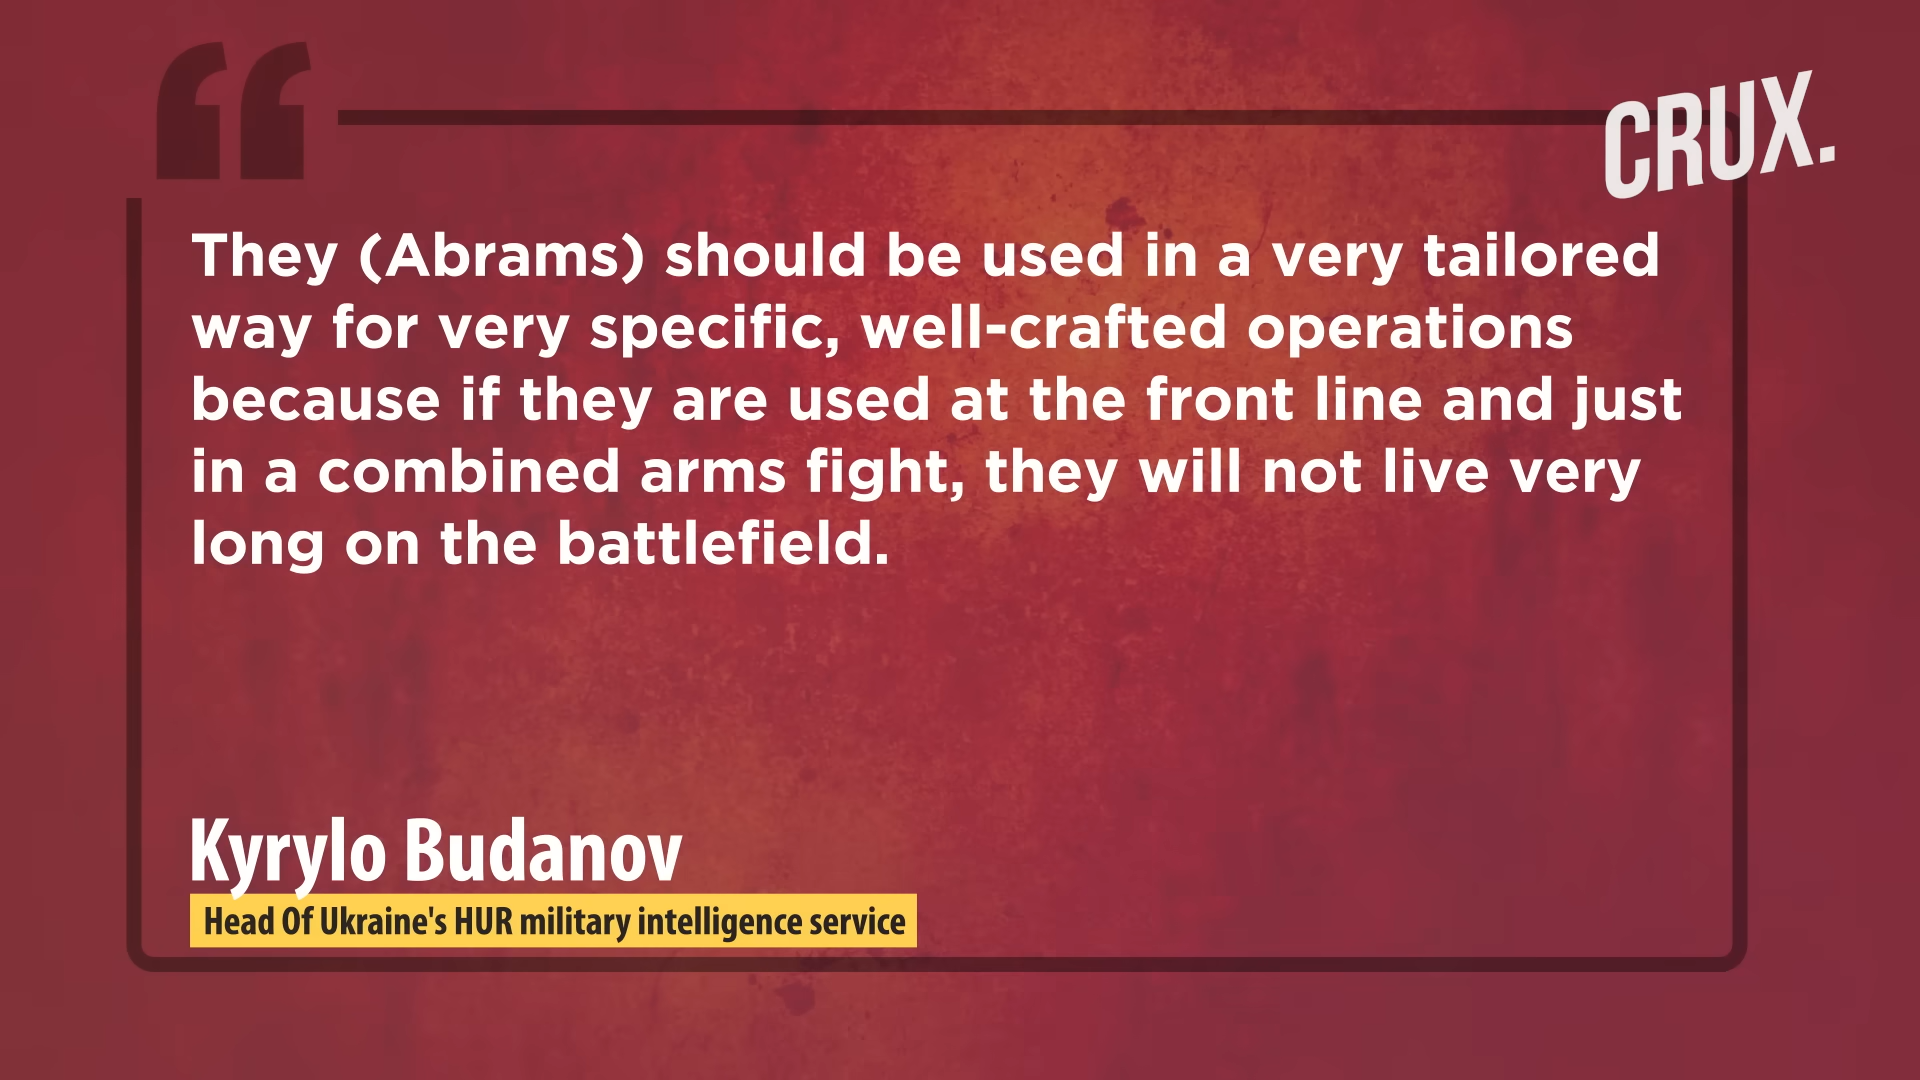 CRUX.
They (Abrams) should be used in a very tailored
way for very specific, well-crafted operations
because if they are used at the front line and just
in a combined arms fight, they will not live very
long on the battlefield.
Kyrylo Budanov
Head Of Ukraine's HUR military intelligence service